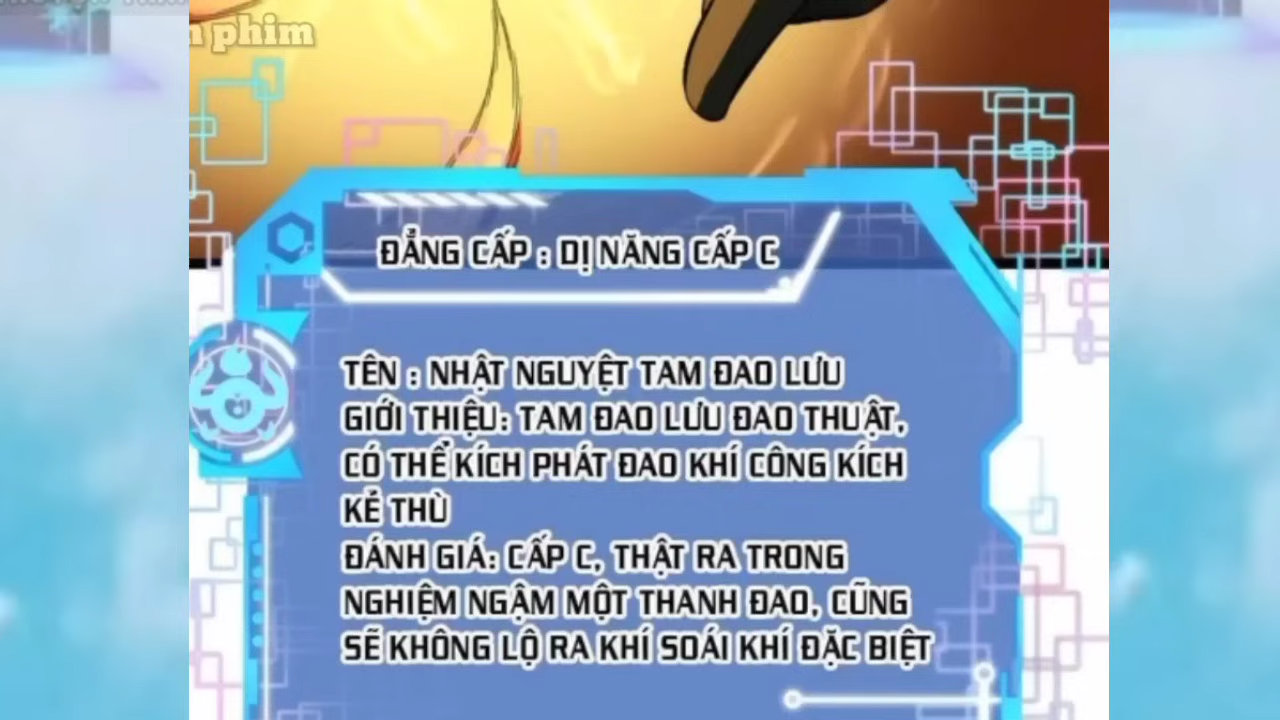 n phim
ĐẲNG CẤP : DỊ NĂNG CẤP C
TÊN : NHẬT NGUYỆT TAM ĐAO LƯU
GIỚI THIỆU: TAM ĐAO LƯU ĐAO THUẬT,
CÓ THỂ KÍCH PHÁT ĐAO KHÍ CÔNG KÍCH
KẺ THÙ
ĐÁNH GIÁ: CẤP C, THẬT RA TRONG
NGHIỆM NGẬM MỘT THANH ĐAO, CŨNG
SẼ KHÔNG LỘ RA KHÍ SOÁI KHÍ ĐẶC BIỆT